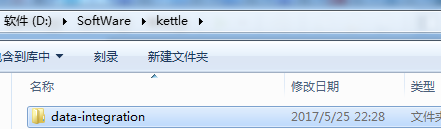 软件 (D:) ▸ SoftWare ▸ kettle ▸
包含到库中 ▾ 刻录 新建文件夹
名称 修改日期 类型
data-integration 2017/5/25 22:28 文件夹